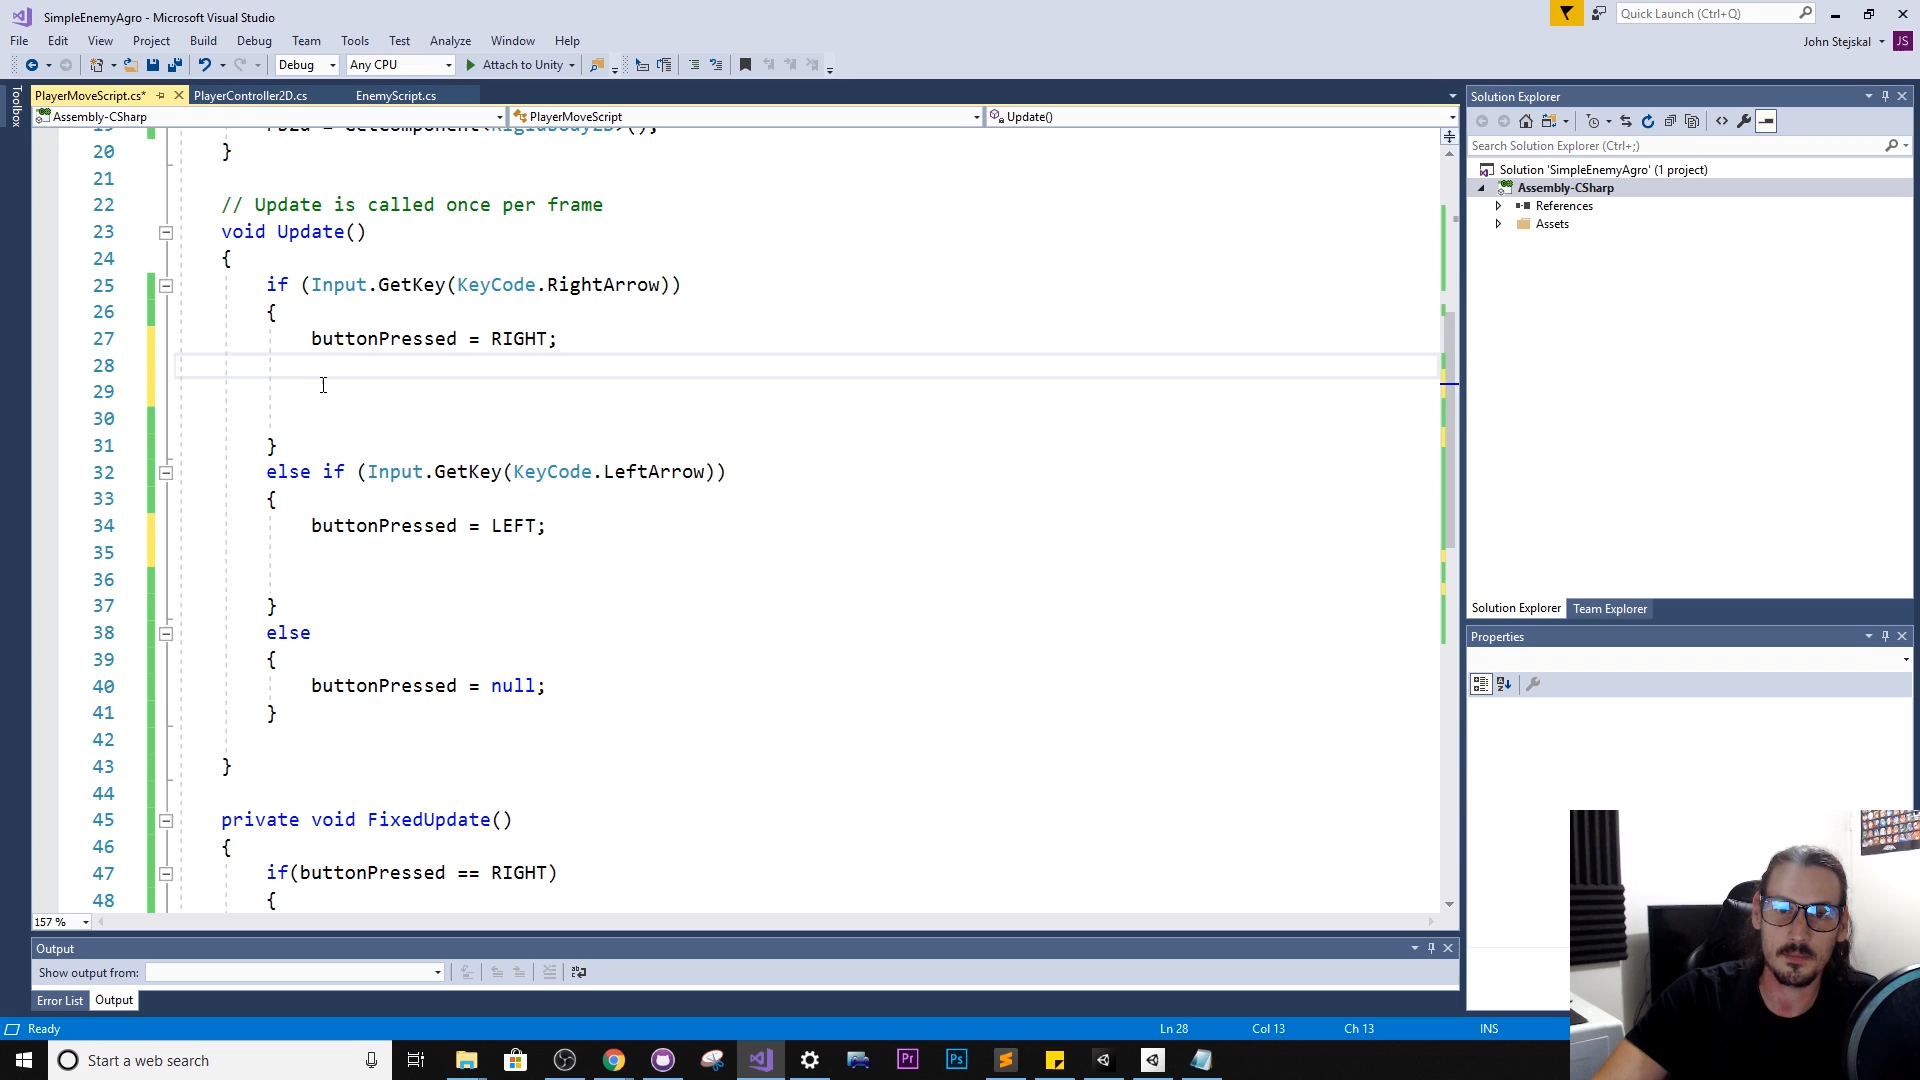 SimpleEnemyAgro - Microsoft Visual Studio
Quick Launch (Ctrl+Q)
File Edit View Project Build Debug Team Tools Test Analyze Window Help
John Stejskal JS
Debug Any CPU Attach to Unity
Toolbox
PlayerMoveScript.cs* PlayerController2D.cs EnemyScript.cs
Assembly-CSharp PlayerMoveScript Update()
20 }
21
22 // Update is called once per frame
23 void Update()
24 {
25 if (Input.GetKey(KeyCode.RightArrow))
26 {
27 buttonPressed = RIGHT;
28
29
30
31 }
32 else if (Input.GetKey(KeyCode.LeftArrow))
33 {
34 buttonPressed = LEFT;
35
36
37 }
38 else
39 {
40 buttonPressed = null;
41 }
42
43 }
44
45 private void FixedUpdate()
46 {
47 if(buttonPressed == RIGHT)
48 {
157 %
Output
Show output from:
Error List Output
Ready Ln 28 Col 13 Ch 13 INS
Solution Explorer
Search Solution Explorer (Ctrl+;)
Solution 'SimpleEnemyAgro' (1 project)
Assembly-CSharp
References
Assets
Solution Explorer Team Explorer
Properties
Start a web search
Pr
Ps